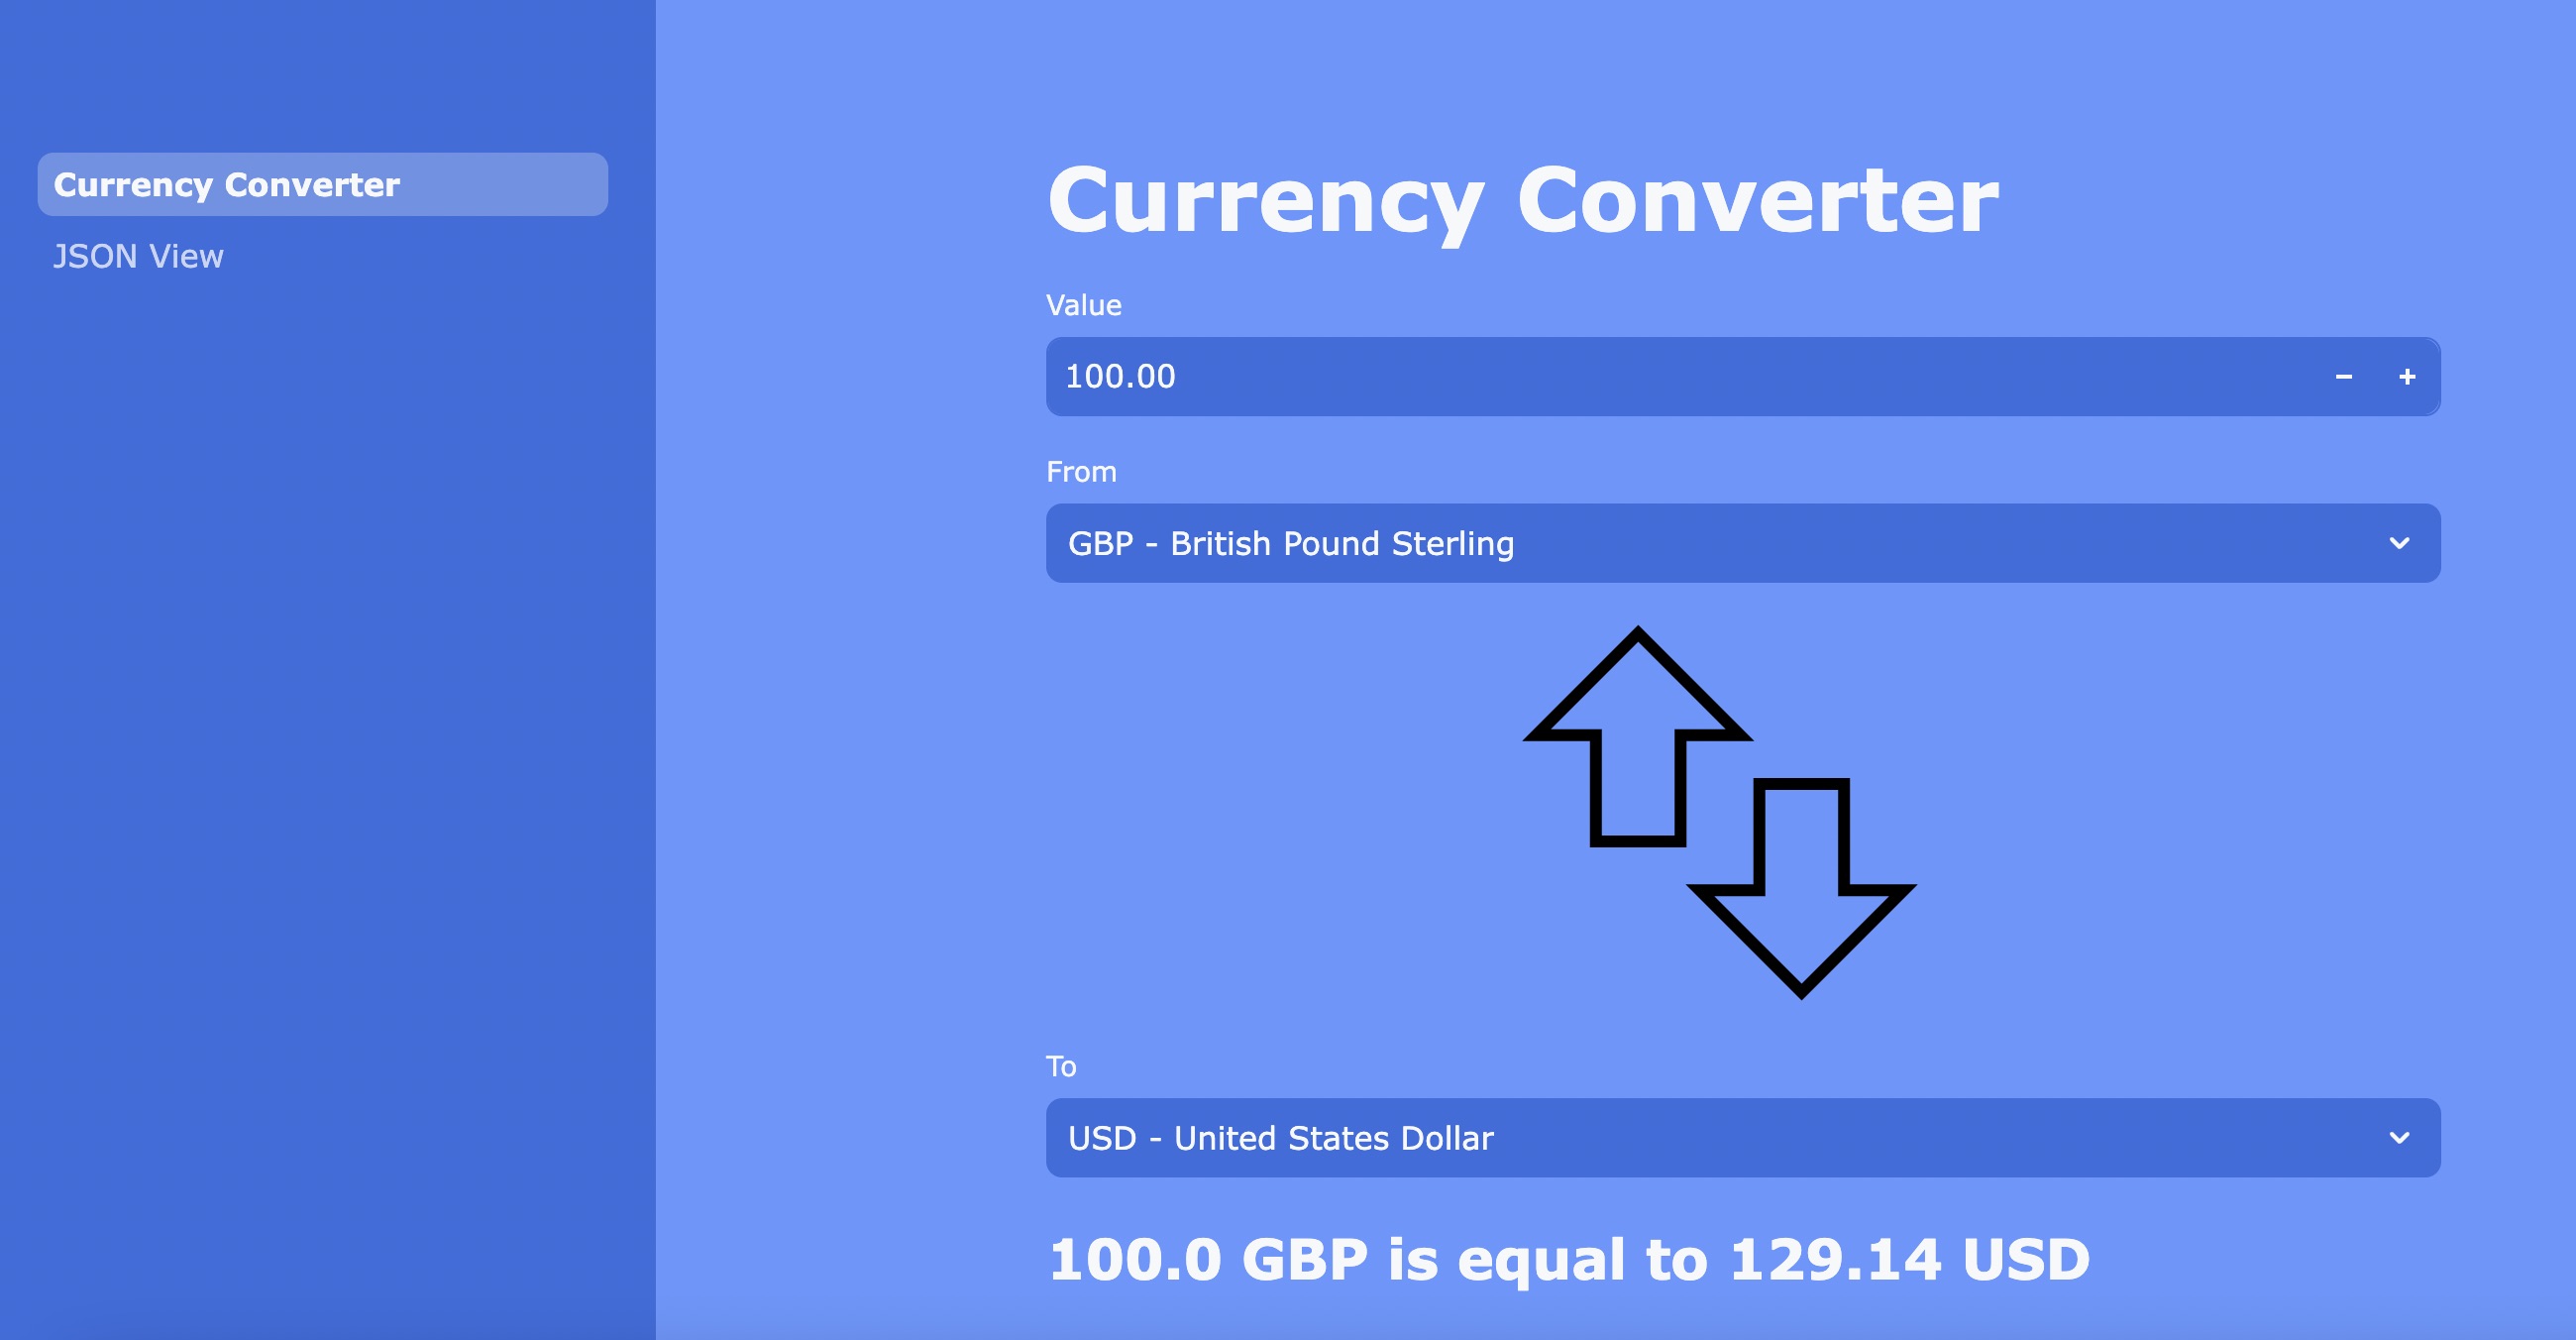 Currency Converter
JSON View
Currency Converter
Value
100.00
From
GBP - British Pound Sterling
To
USD - United States Dollar
100.0 GBP is equal to 129.14 USD